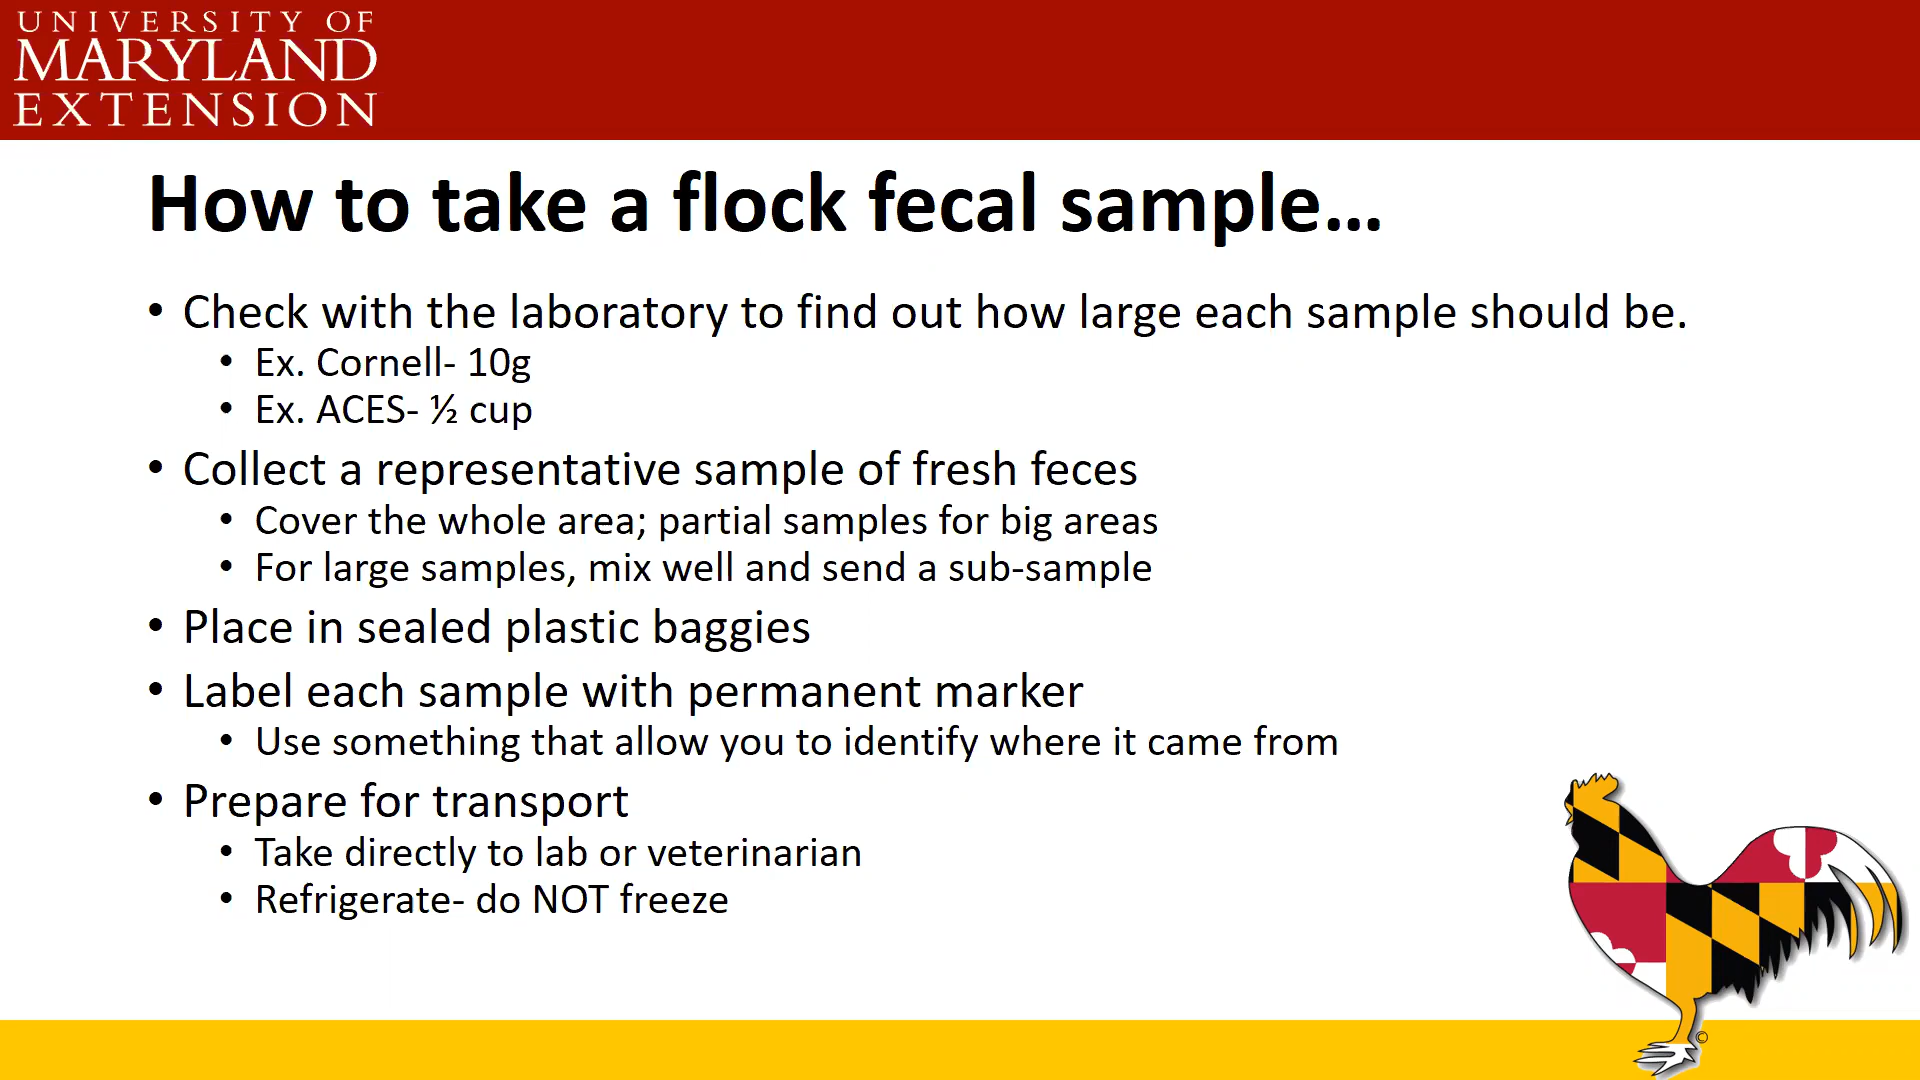 UNIVERSITY OF
MARYLAND
EXTENSION
How to take a flock fecal sample...
• Check with the laboratory to find out how large each sample should be.
• Ex. Cornell- 10g
• Ex. ACES- ½ cup
• Collect a representative sample of fresh feces
• Cover the whole area; partial samples for big areas
• For large samples, mix well and send a sub-sample
• Place in sealed plastic baggies
• Label each sample with permanent marker
• Use something that allow you to identify where it came from
• Prepare for transport
• Take directly to lab or veterinarian
• Refrigerate- do NOT freeze
©